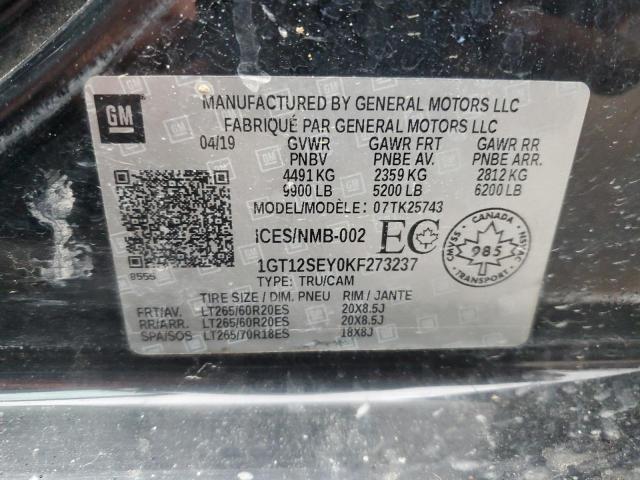 GM
MANUFACTURED BY GENERAL MOTORS LLC
FABRIQUÉ PAR GENERAL MOTORS LLC
04/19 GVWR GAWR FRT GAWR RR
PNBV PNBE AV. PNBE ARR.
4491 KG 2359 KG 2812 KG
9900 LB 5200 LB 6200 LB
MODEL/MODÈLE: 07TK25743
ICES/NMB-002 EC
CANADA
CMVSS 985 NSVAC
8556
1GT12SEY0KF273237
TYPE: TRU/CAM
TIRE SIZE / DIM. PNEU RIM / JANTE
FRT/AV. LT265/60R20ES 20X8.5J
RR/ARR. LT265/60R20ES 20X8.5J
SPA/SOS LT265/70R18ES 18X8J